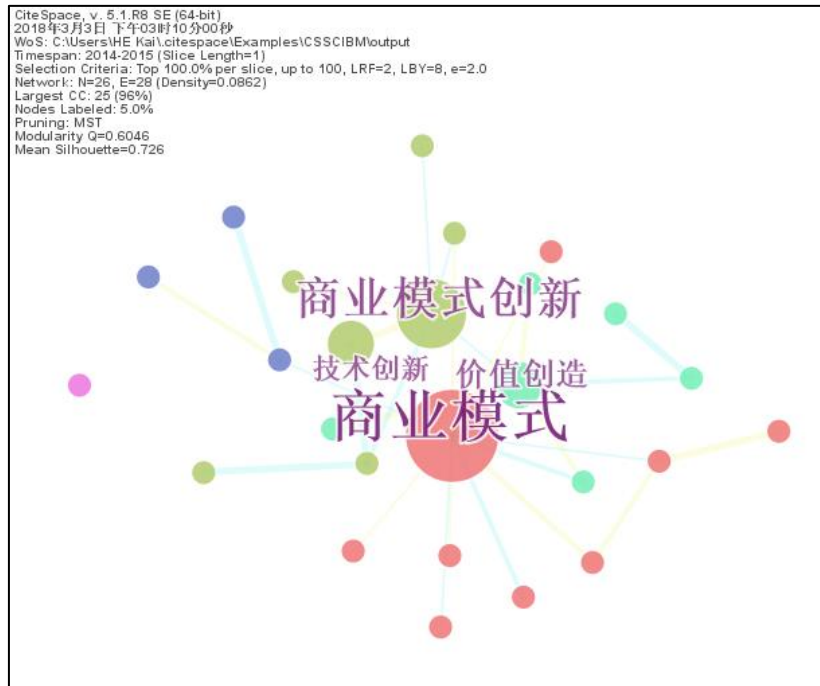 CiteSpace, v. 5.1.R8 SE (64-bit)
2018年3月3日 下午03时10分00秒
WoS: C:\Users\HE Kai\.citespace\Examples\CSSCIBM\output
Timespan: 2014-2015 (Slice Length=1)
Selection Criteria: Top 100.0% per slice, up to 100, LRF=2, LBY=8, e=2.0
Network: N=26, E=28 (Density=0.0862)
Largest CC: 25 (96%)
Nodes Labeled: 5.0%
Pruning: MST
Modularity Q=0.6046
Mean Silhouette=0.726
商业模式创新
技术创新 价值创造
商业模式